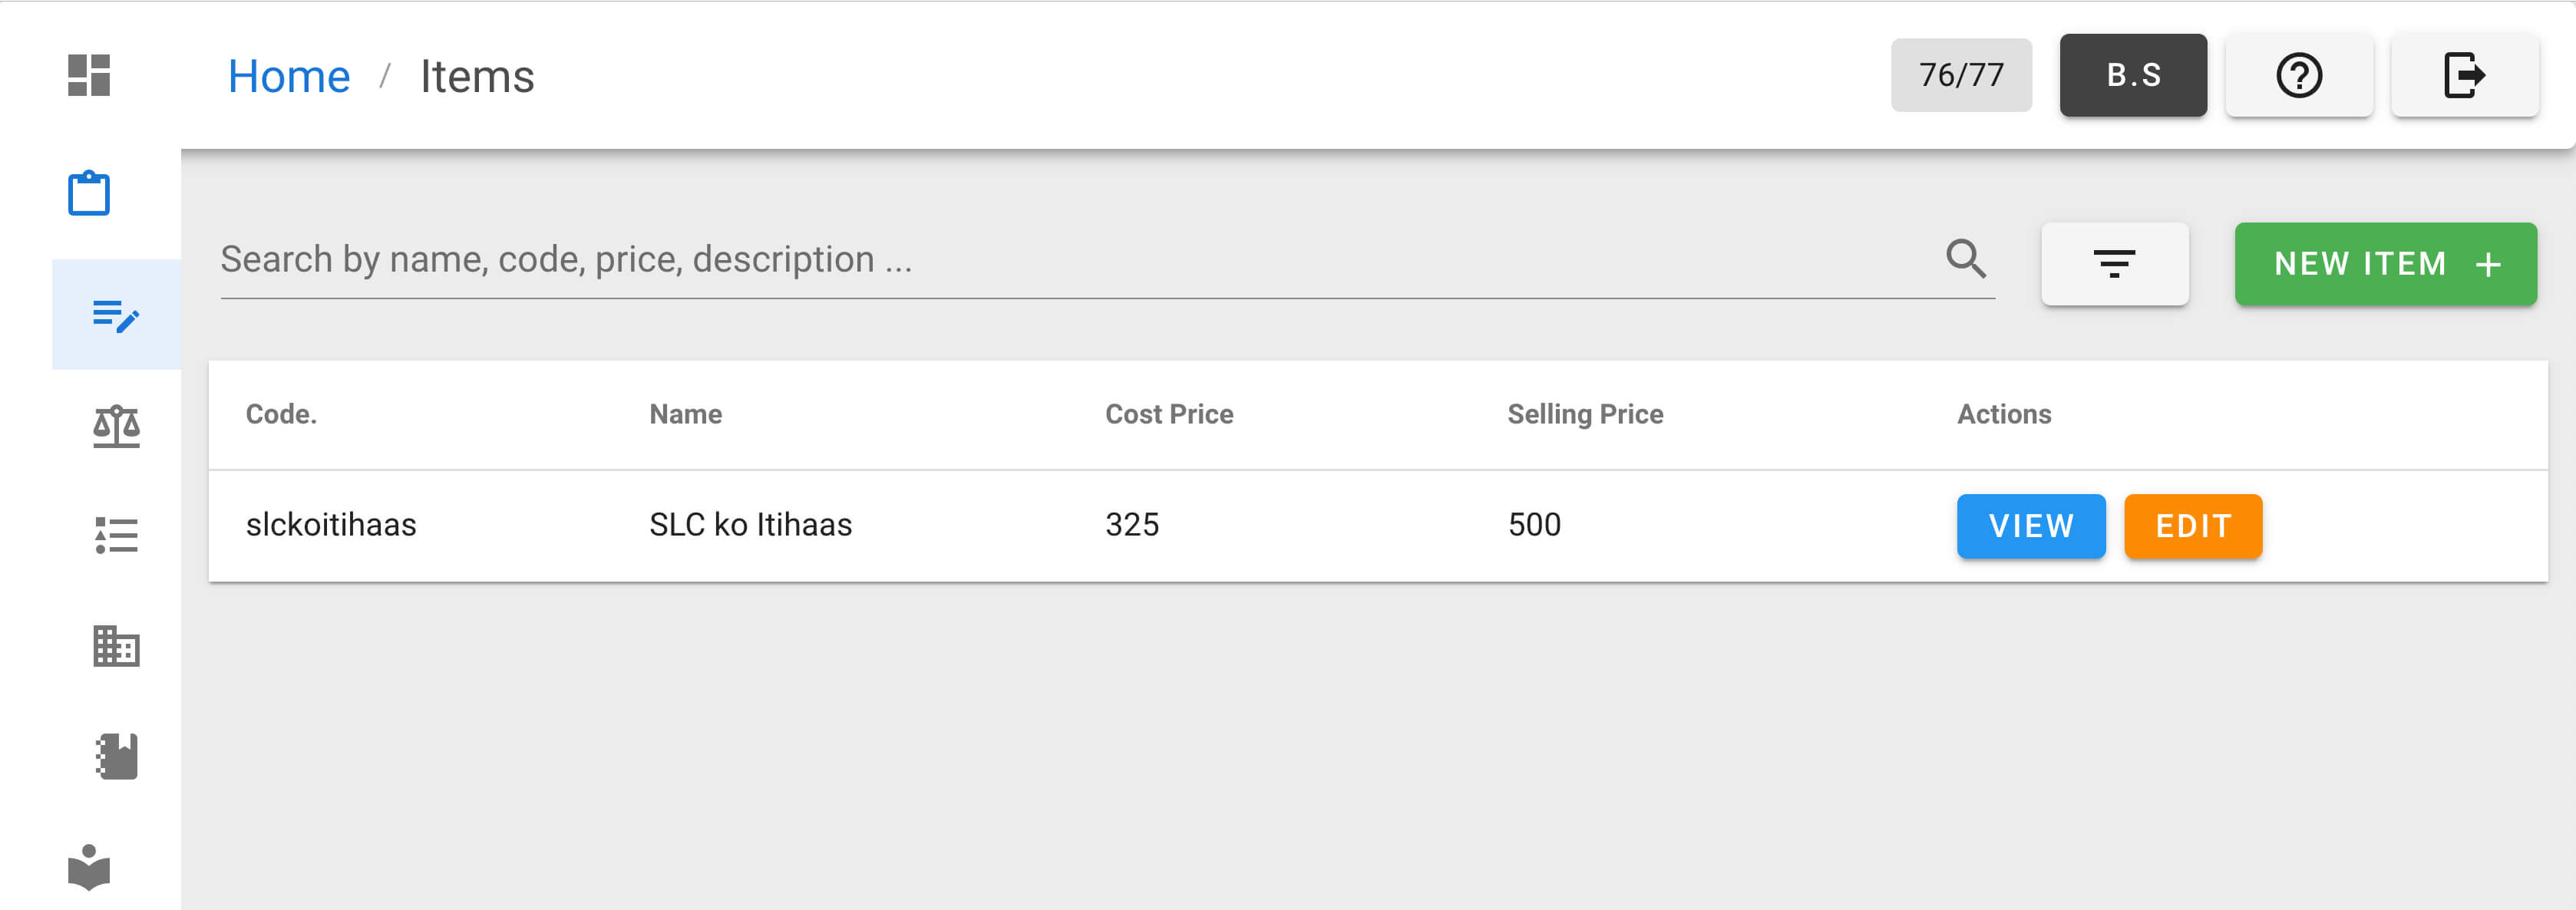 Home / Items
76/77
B.S
Search by name, code, price, description ...
NEW ITEM +
Code. Name Cost Price Selling Price Actions
slckoitihaas SLC ko Itihaas 325 500 VIEW EDIT